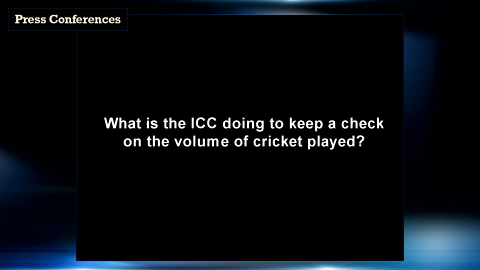 Press Conferences
What is the ICC doing to keep a check
on the volume of cricket played?